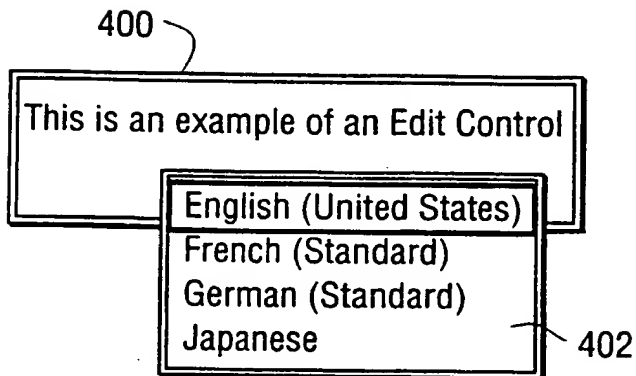 400
This is an example of an Edit Control
English (United States)
French (Standard)
German (Standard)
Japanese
402